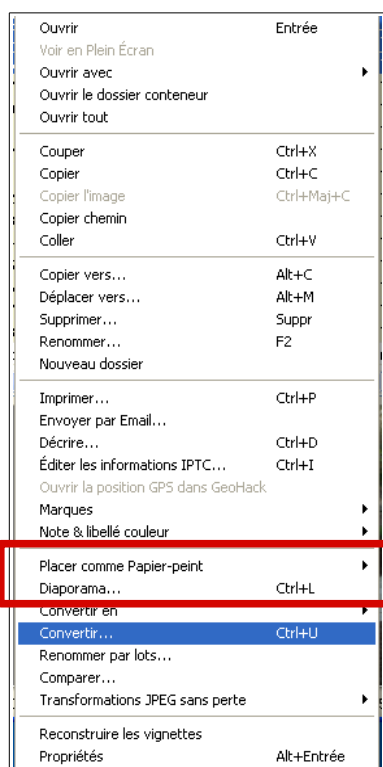 Ouvrir Entrée
Voir en Plein Écran
Ouvrir avec
Ouvrir le dossier conteneur
Ouvrir tout
Couper Ctrl+X
Copier Ctrl+C
Copier l'image Ctrl+Maj+C
Copier chemin
Coller Ctrl+V
Copier vers... Alt+C
Déplacer vers... Alt+M
Supprimer... Suppr
Renommer... F2
Nouveau dossier
Imprimer... Ctrl+P
Envoyer par Email...
Décrire... Ctrl+D
Éditer les informations IPTC... Ctrl+I
Ouvrir la position GPS dans GeoHack
Marques
Note & libellé couleur
Placer comme Papier-peint
Diaporama... Ctrl+L
Convertir en
Convertir... Ctrl+U
Renommer par lots...
Comparer...
Transformations JPEG sans perte
Reconstruire les vignettes
Propriétés Alt+Entrée